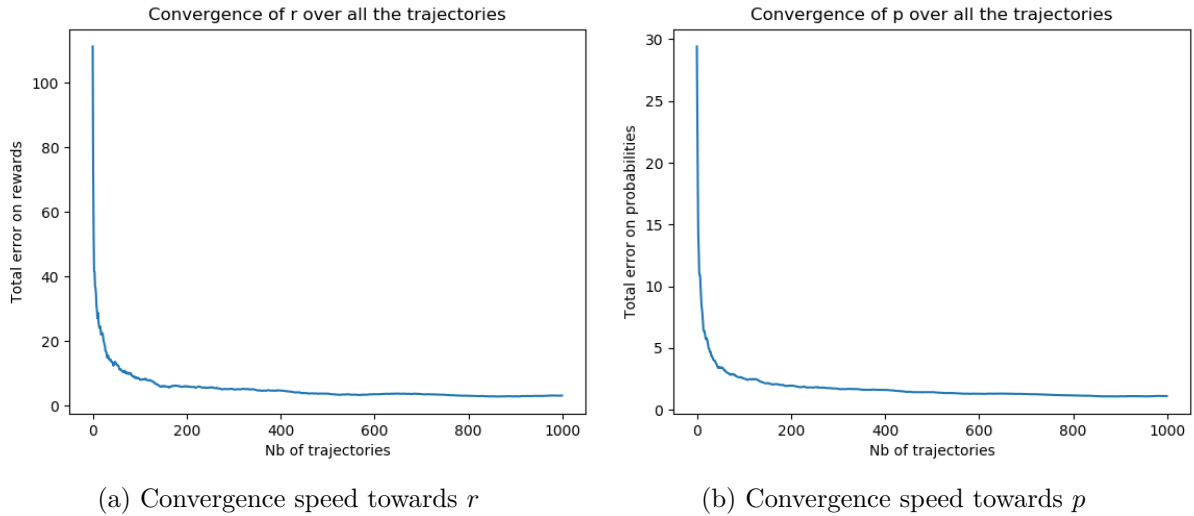 Convergence of r over all the trajectories
Total error on rewards
100
80
60
40
20
0
0 200 400 600 800 1000
Nb of trajectories
(a) Convergence speed towards r
Convergence of p over all the trajectories
Total error on probabilities
30
25
20
15
10
5
0
0 200 400 600 800 1000
Nb of trajectories
(b) Convergence speed towards p